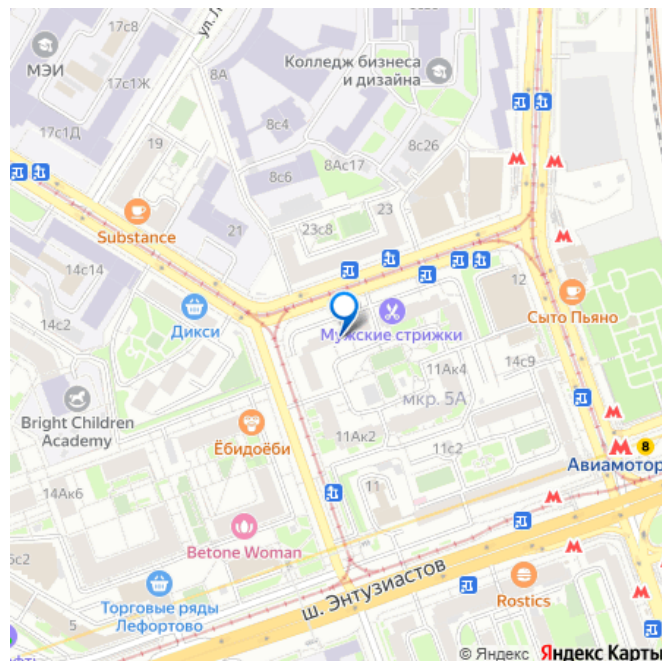 17с8
ул. Л
8с28
МЭИ
Колледж бизнеса
и дизайна
17с1Ж
8А
17с1Д
19
8с4
8с26
8Ас17
8с6
Substance
21
23с8
23
14с14
12
Дикси
Мужские стрижки
Сыто Пьяно
14с2
14с9
11Ак4
мкр. 5А
Bright Children
Academy
Ёбидоёби
11Ак2
11с2
8
Авиамотор
14Ак6
11
Betone Woman
5с2
ш. Энтузиастов
Rostics
Торговые ряды
Лефортово
5
© Яндекс Яндекс Карты